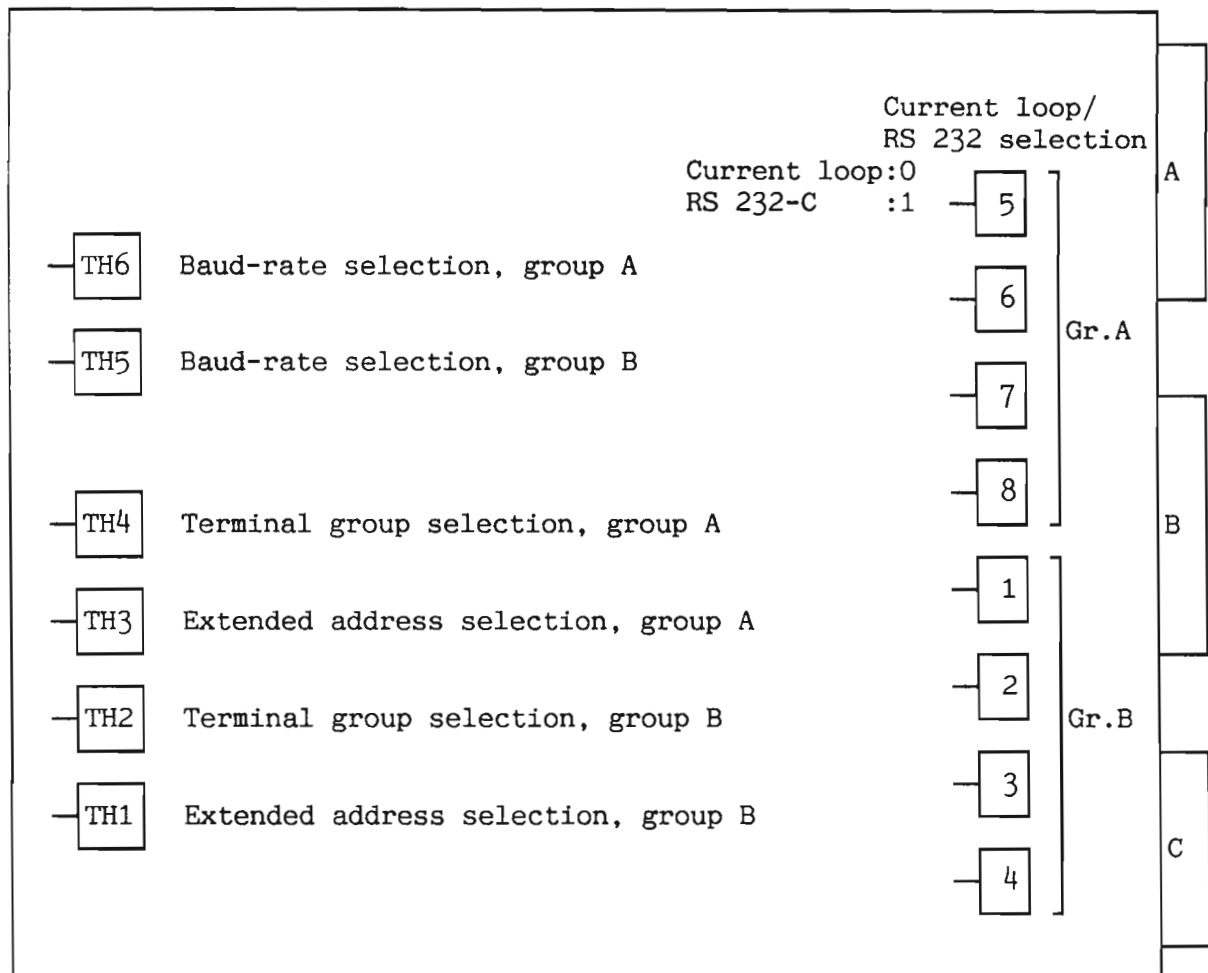 Current loop/
RS 232 selection
Current loop:0
RS 232-C :1
5
A
TH6 Baud-rate selection, group A
6
Gr.A
TH5 Baud-rate selection, group B
7
8
TH4 Terminal group selection, group A
B
1
TH3 Extended address selection, group A
2
TH2 Terminal group selection, group B
Gr.B
3
TH1 Extended address selection, group B
C
4